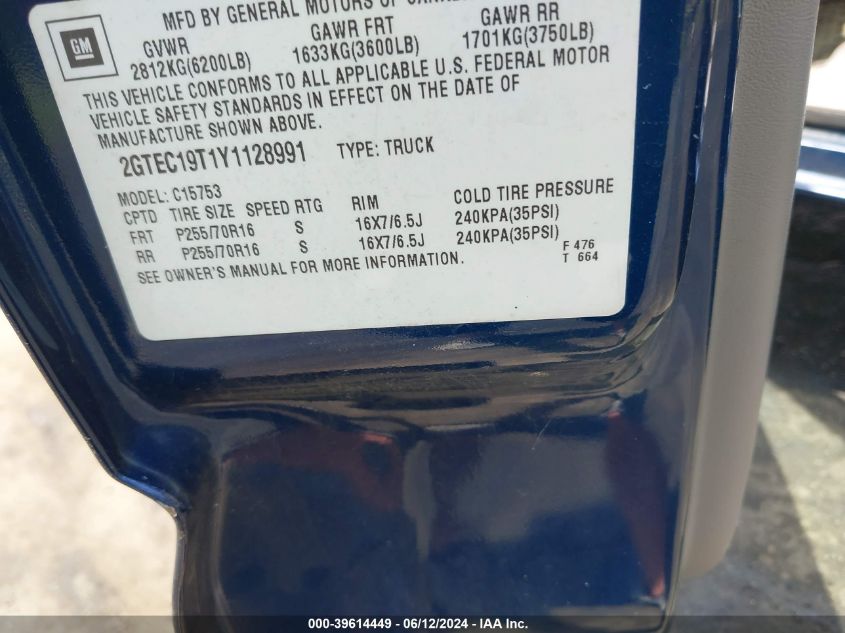 MFD BY GENERAL MOTORS OF
GM
GVWR GAWR FRT GAWR RR
2812KG(6200LB) 1633KG(3600LB) 1701KG(3750LB)
THIS VEHICLE CONFORMS TO ALL APPLICABLE U.S. FEDERAL MOTOR
VEHICLE SAFETY STANDARDS IN EFFECT ON THE DATE OF
MANUFACTURE SHOWN ABOVE.
2GTEC19T1Y1128991 TYPE: TRUCK
MODEL: C15753
CPTD TIRE SIZE SPEED RTG RIM COLD TIRE PRESSURE
FRT P255/70R16 S 16X7/6.5J 240KPA(35PSI)
RR P255/70R16 S 16X7/6.5J 240KPA(35PSI)
SEE OWNER'S MANUAL FOR MORE INFORMATION.
F 476
T 664
000-39614449 - 06/12/2024 - IAA Inc.